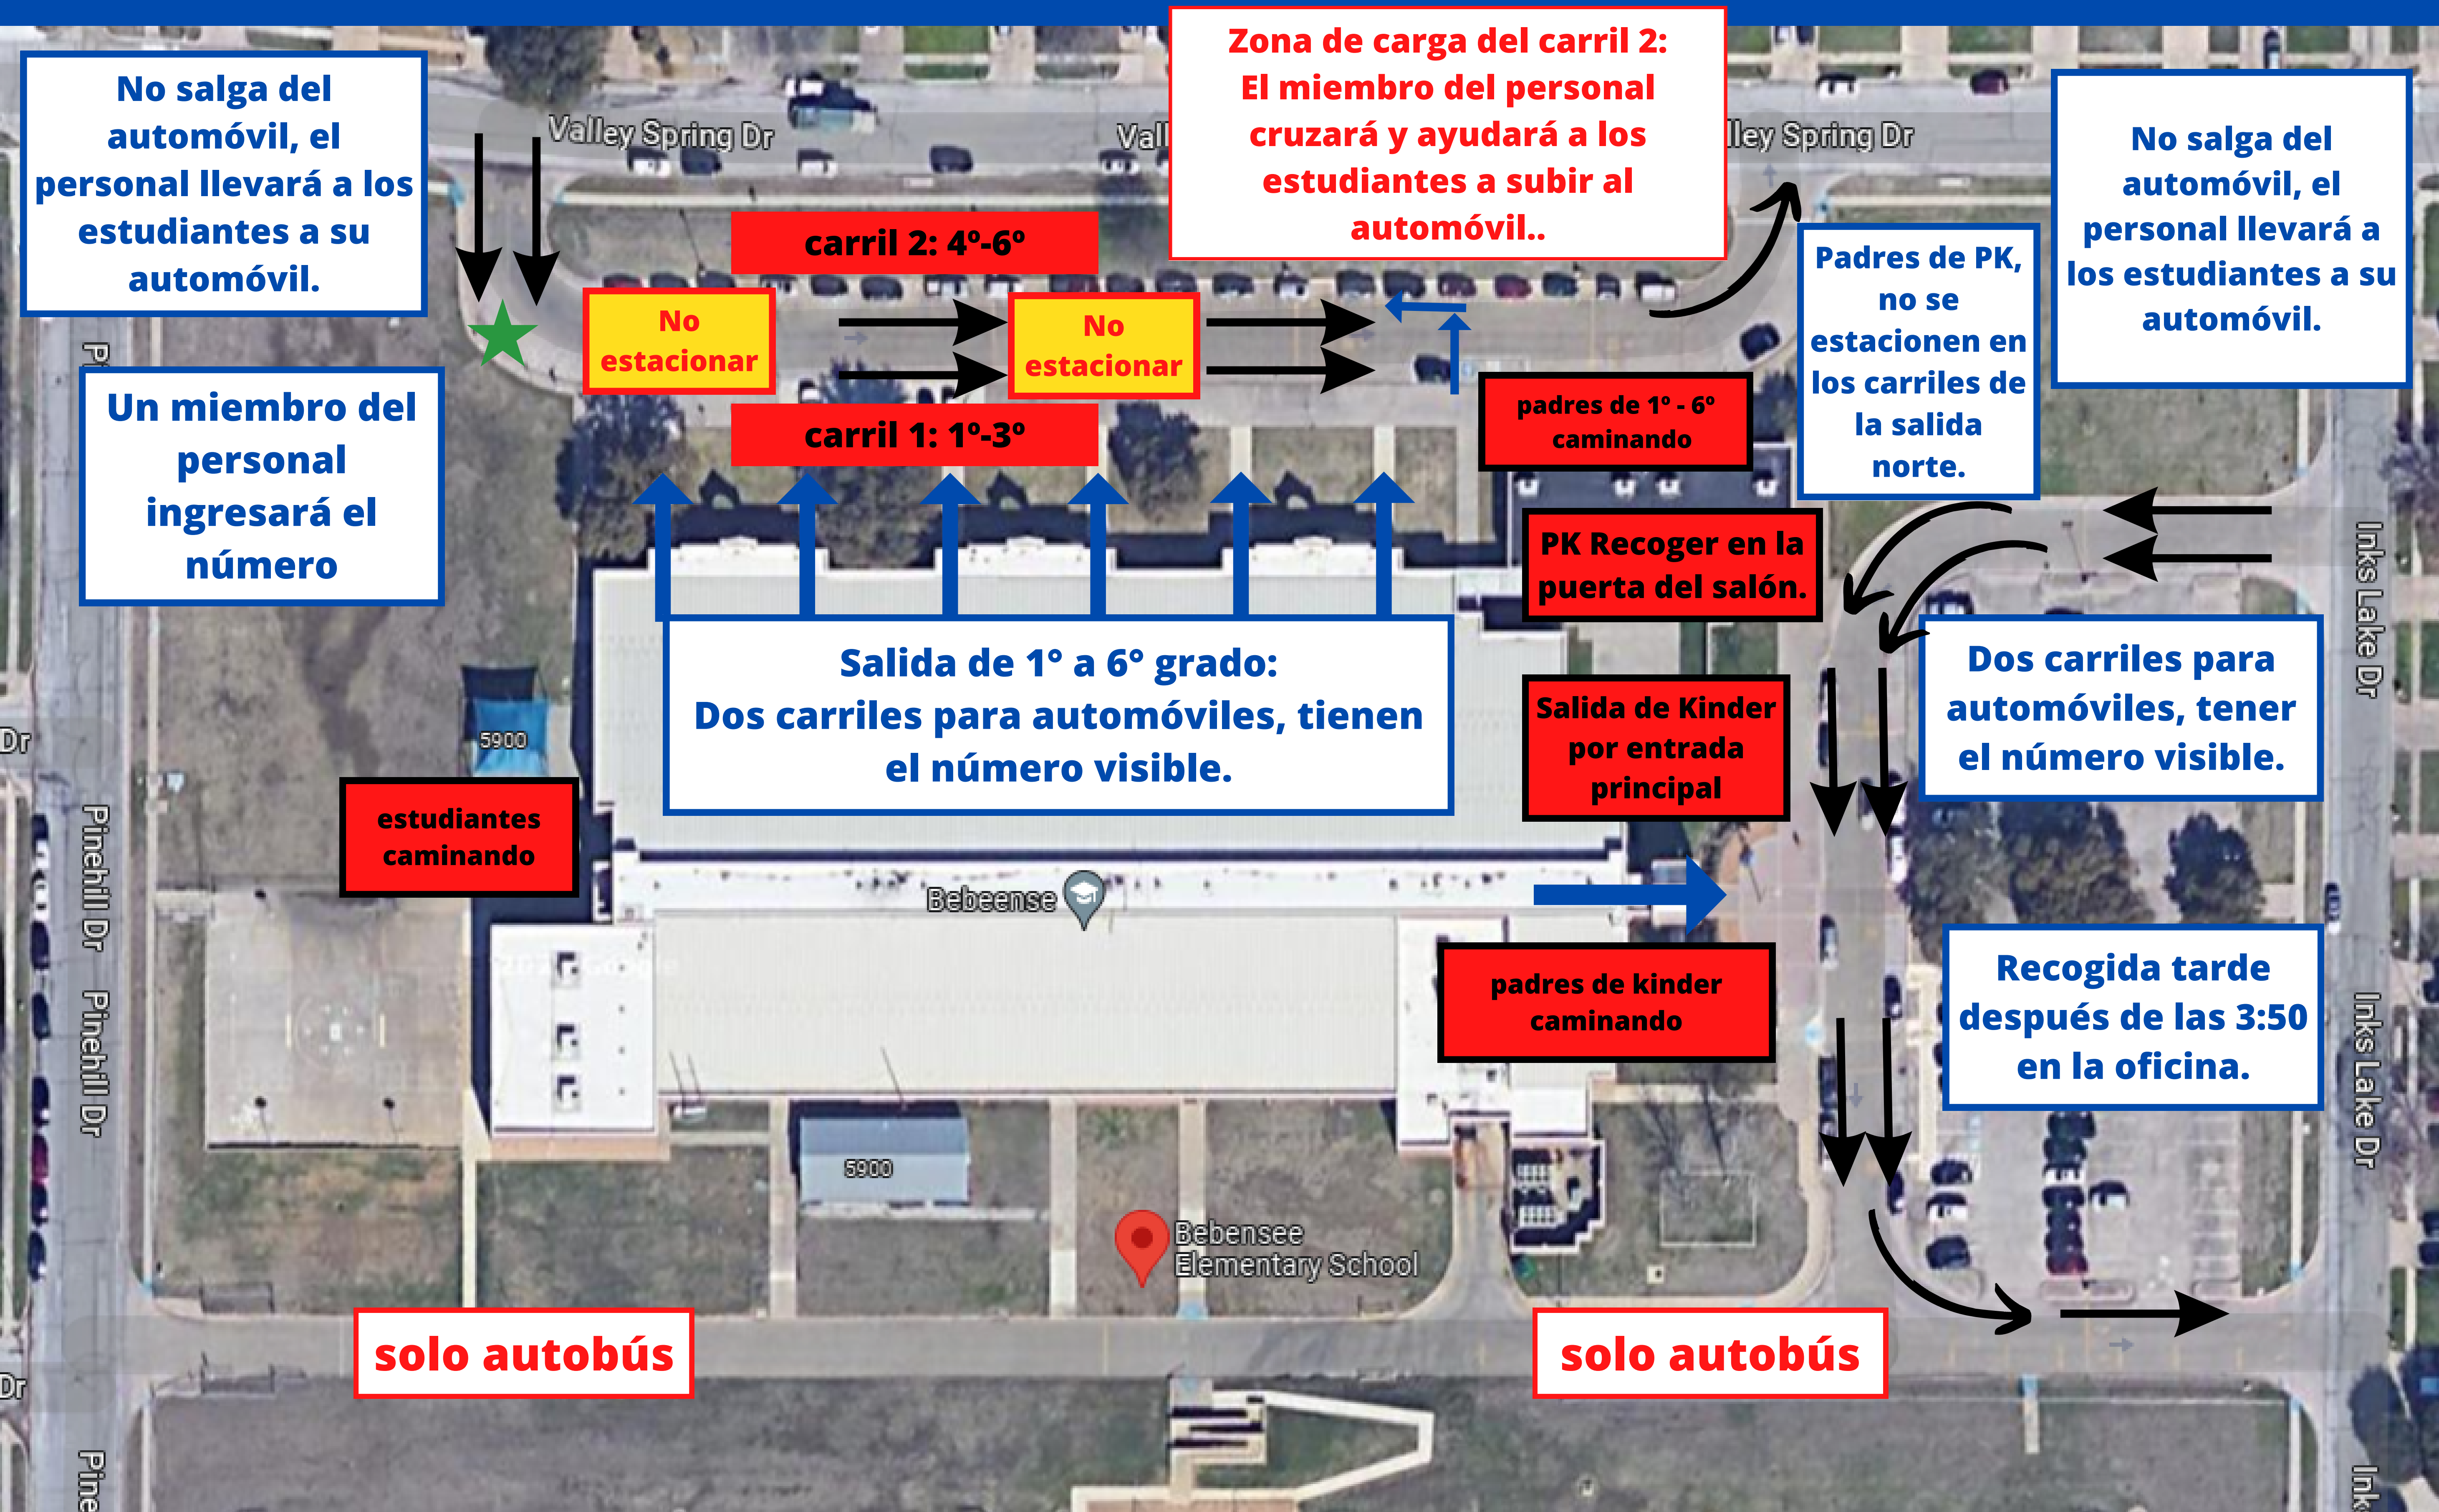 No salga del
automóvil, el
personal llevará a los
estudiantes a su
automóvil.
Valley Spring Dr
Vall
Zona de carga del carril 2:
El miembro del personal
cruzará y ayudará a los
estudiantes a subir al
automóvil..
lley Spring Dr
No salga del
automóvil, el
personal llevará a
los estudiantes a su
automóvil.
carril 2: 4º-6º
Padres de PK,
no se
estacionen en
los carriles de
la salida
norte.
No
estacionar
No
estacionar
Un miembro del
personal
ingresará el
número
carril 1: 1º-3º
padres de 1º - 6º
caminando
PK Recoger en la
puerta del salón.
Inks Lake Dr
Salida de 1° a 6° grado:
Dos carriles para automóviles, tienen
el número visible.
Salida de Kinder
por entrada
principal
Dos carriles para
automóviles, tener
el número visible.
Dr
5900
estudiantes
caminando
Pinehill Dr
Bebeense
padres de kinder
caminando
Recogida tarde
después de las 3:50
en la oficina.
Pinehill Dr
Inks Lake Dr
5900
Bebensee
Elementary School
solo autobús
solo autobús
Dr
Pine
Ink